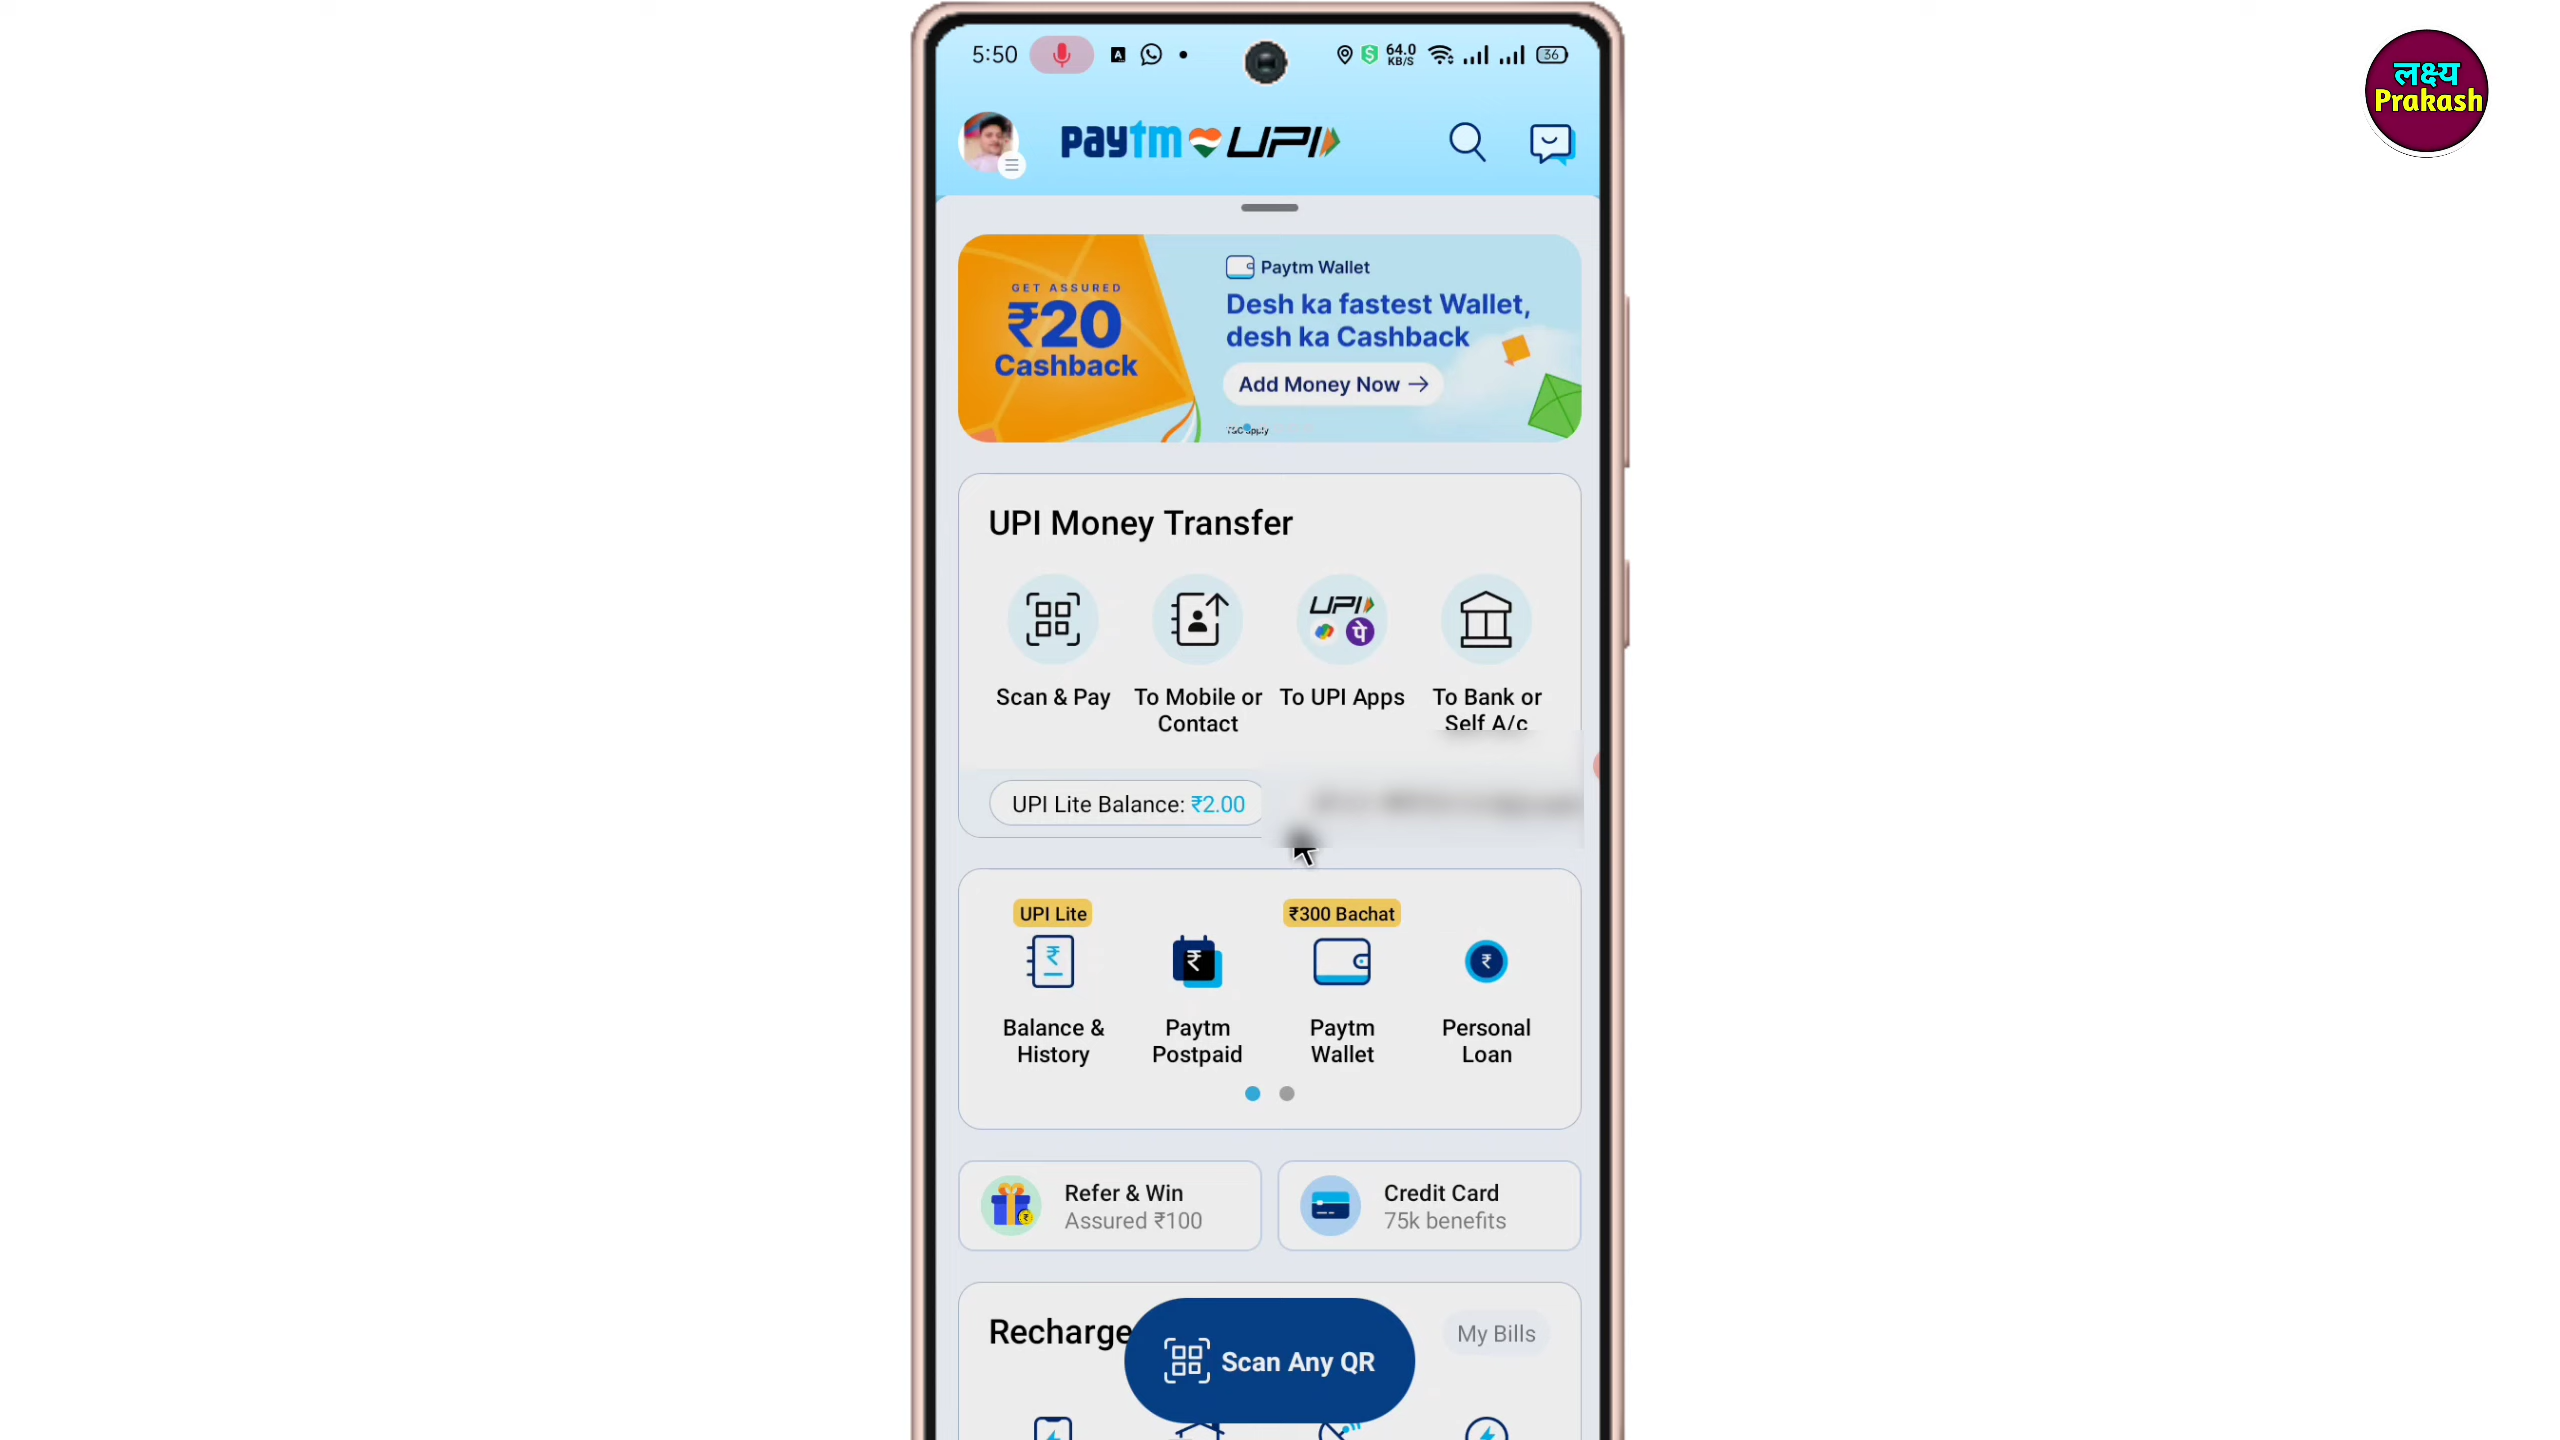 5:50
64.0
KB/S
36
लक्ष्य
Prakash
paytm UPI
GET ASSURED
₹20
Cashback
Paytm Wallet
Desh ka fastest Wallet,
desh ka Cashback
Add Money Now →
T&C apply
UPI Money Transfer
UPI
पे
Scan & Pay
To Mobile or
Contact
To UPI Apps
To Bank or
Self A/c
UPI Lite Balance: ₹2.00
UPI Lite
₹300 Bachat
Balance &
History
Paytm
Postpaid
Paytm
Wallet
Personal
Loan
Refer & Win
Assured ₹100
Credit Card
75k benefits
Recharge
My Bills
Scan Any QR